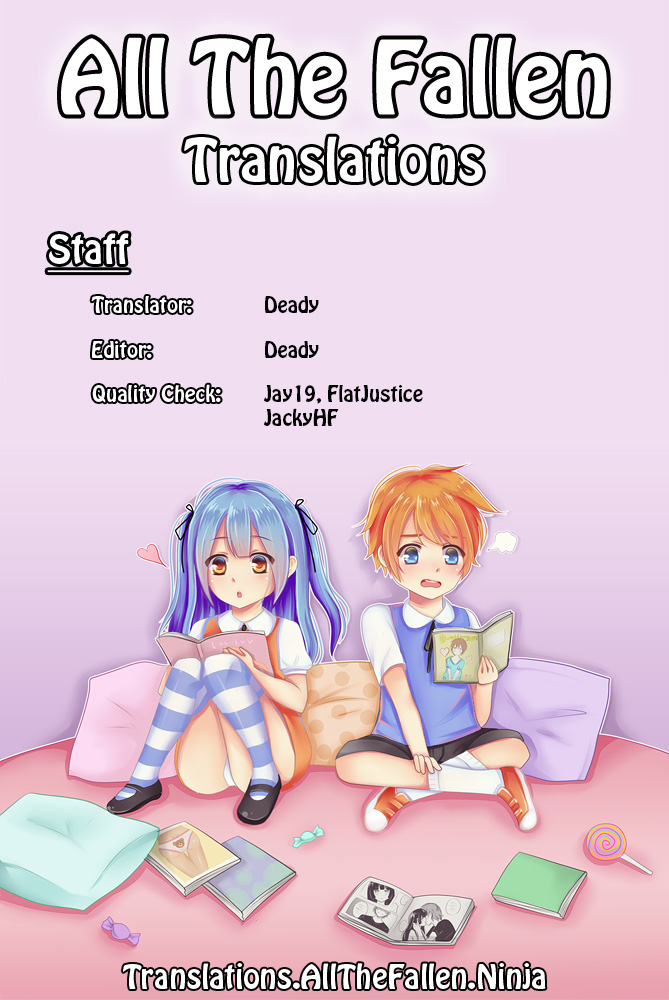 All The Fallen
Translations
Staff
Translator: Deady
Editor: Deady
Quality Check: Jay19, FlatJustice
JackyHF
Translations.AllTheFallen.Ninja